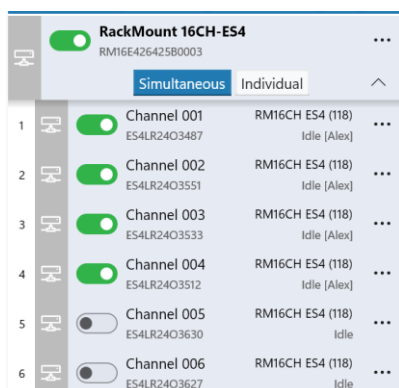 RackMount 16CH-ES4
RM16E426425B0003
Simultaneous Individual
1 Channel 001 RM16CH ES4 (118)
ES4LR24O3487 Idle [Alex]
2 Channel 002 RM16CH ES4 (118)
ES4LR24O3551 Idle [Alex]
3 Channel 003 RM16CH ES4 (118)
ES4LR24O3533 Idle [Alex]
4 Channel 004 RM16CH ES4 (118)
ES4LR24O3512 Idle [Alex]
5 Channel 005 RM16CH ES4 (118)
ES4LR24O3630 Idle
6 Channel 006 RM16CH ES4 (118)
ES4LR24O3627 Idle